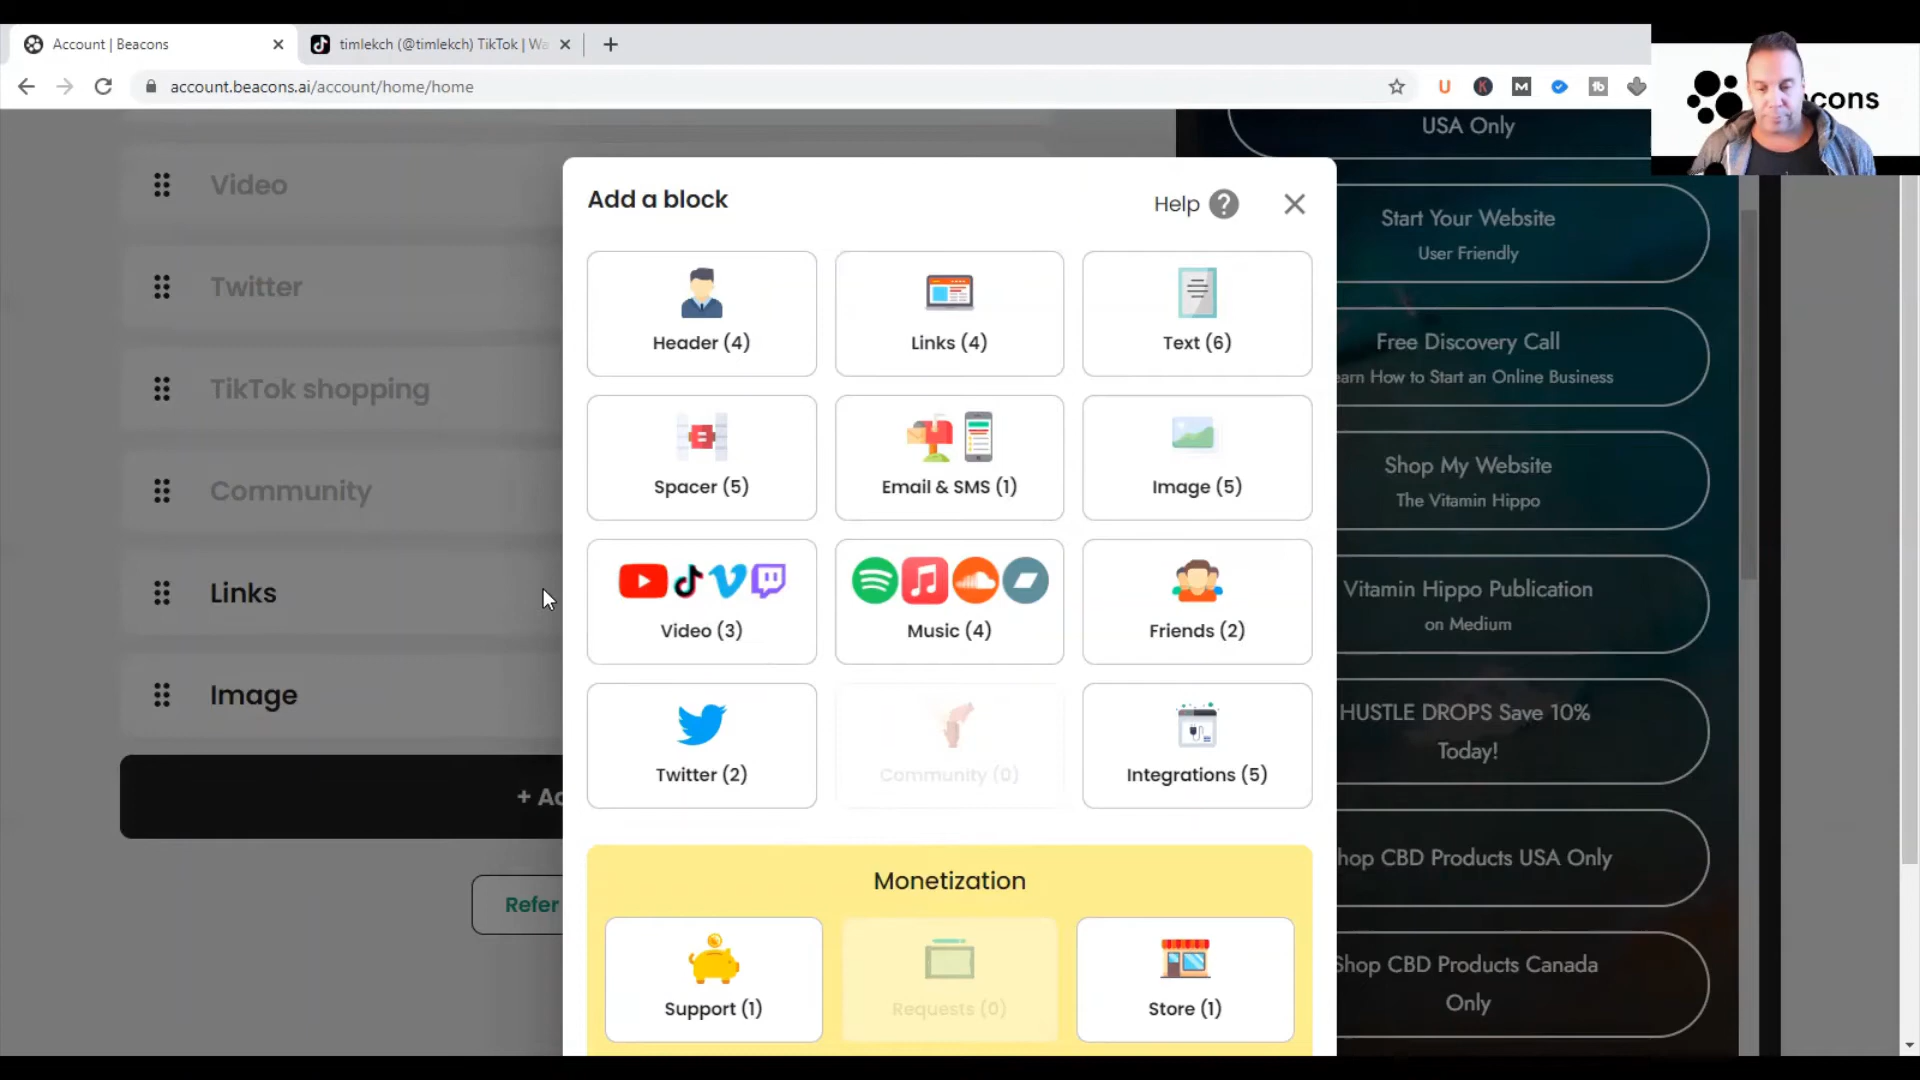 Account | Beacons
timlekch (@timlekch) TikTok | Wa
account.beacons.ai/account/home/home
U
K
M
tb
cons
Video
Twitter
TikTok shopping
Community
Links
Image
+ Ad
Refer
Add a block
Help ?
Header (4)
Links (4)
Text (6)
Spacer (5)
Email & SMS (1)
Image (5)
Video (3)
Music (4)
Friends (2)
Twitter (2)
Community (0)
Integrations (5)
Monetization
Support (1)
Requests (0)
Store (1)
USA Only
Start Your Website
User Friendly
Free Discovery Call
earn How to Start an Online Business
Shop My Website
The Vitamin Hippo
Vitamin Hippo Publication
on Medium
HUSTLE DROPS Save 10%
Today!
hop CBD Products USA Only
Shop CBD Products Canada
Only